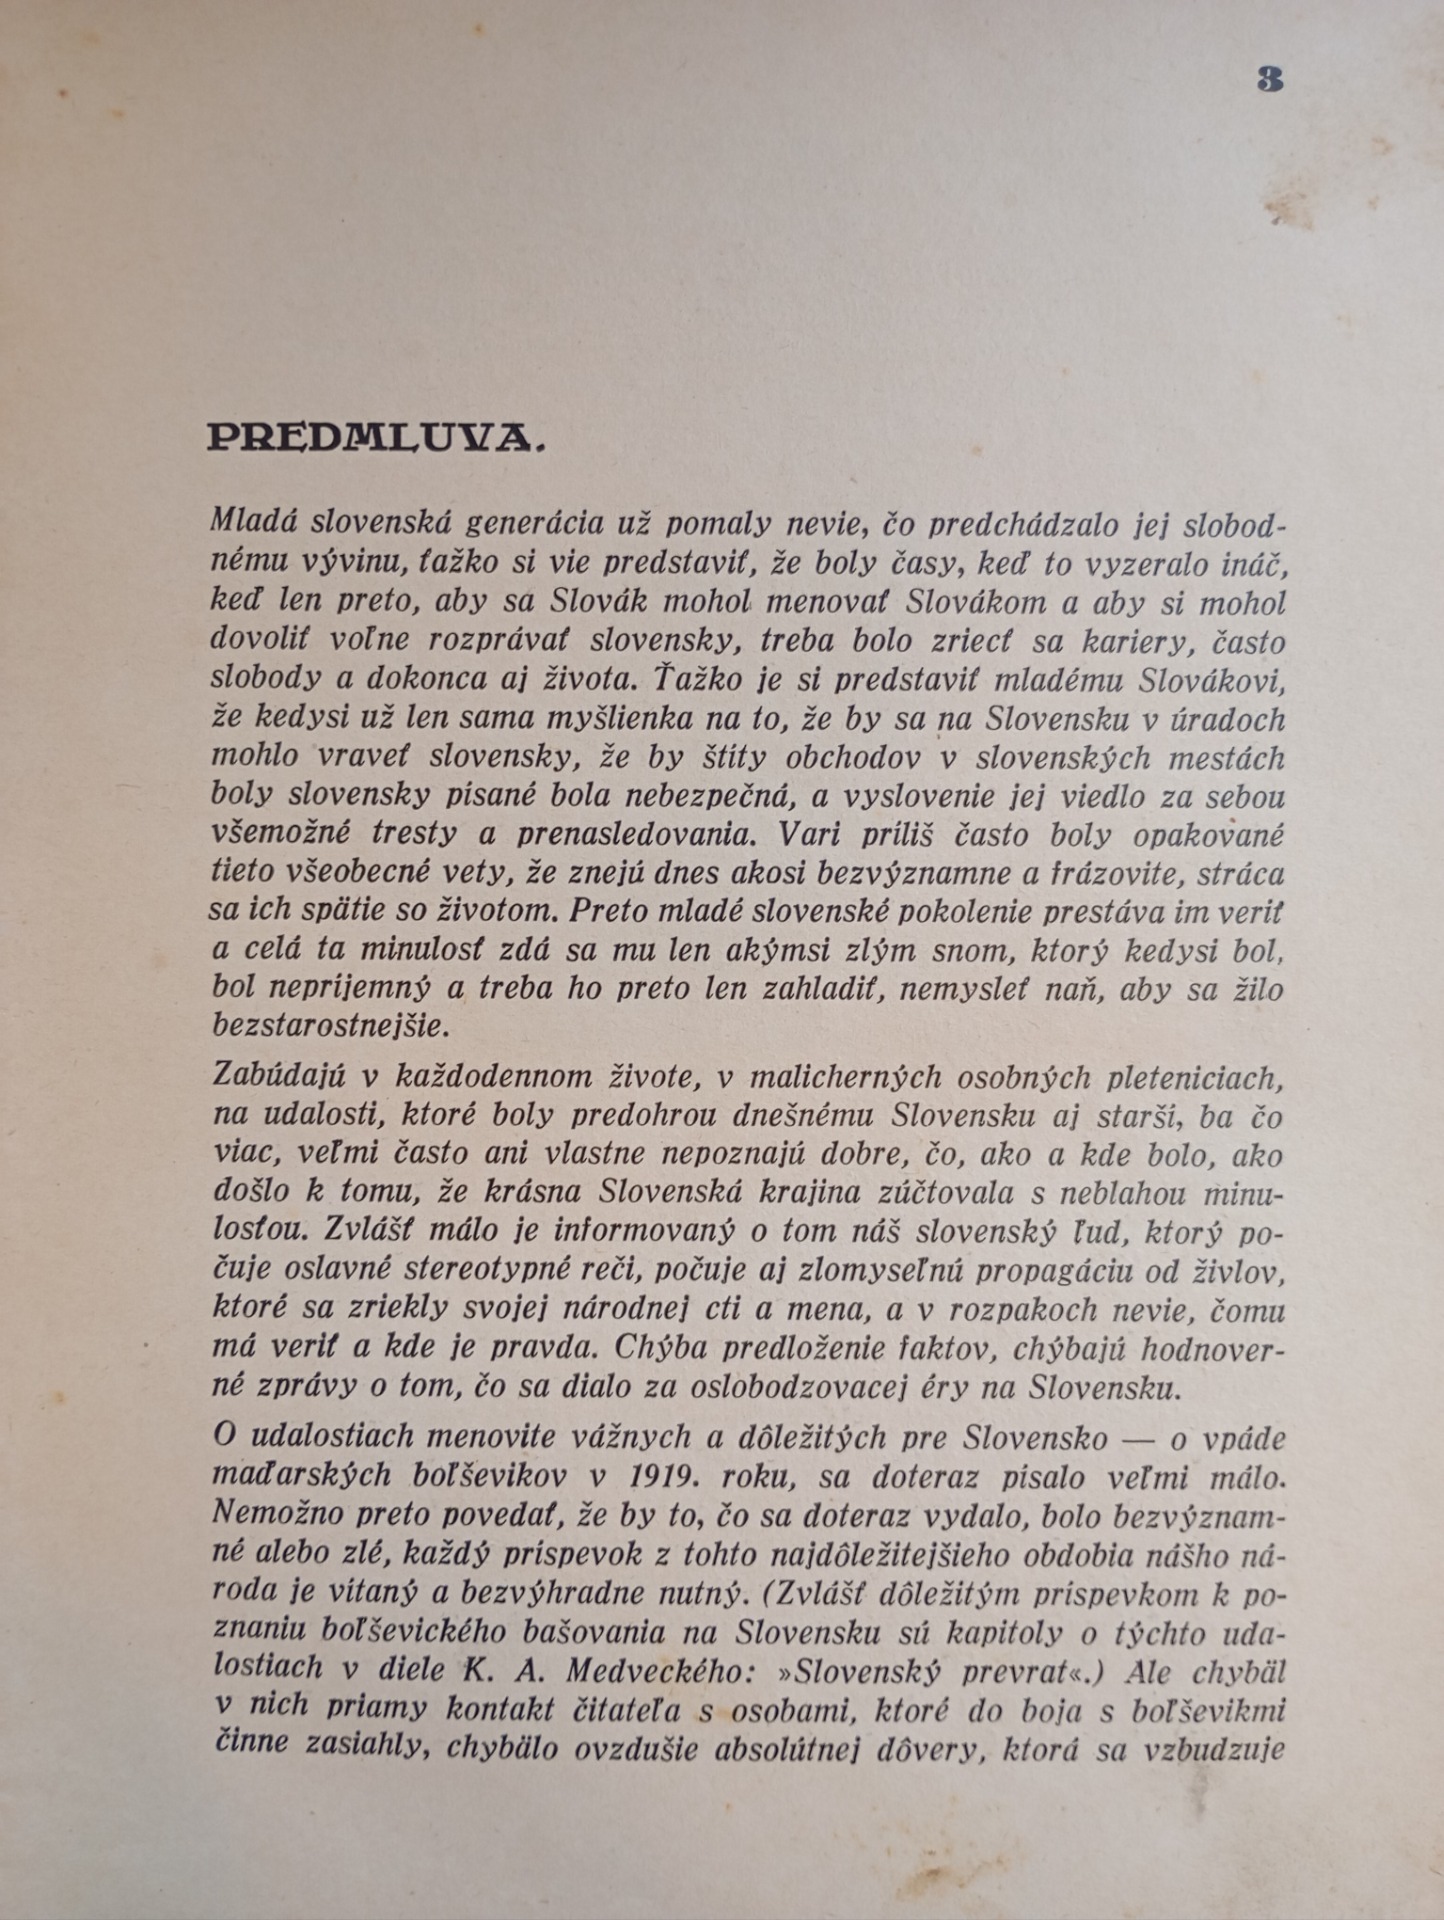 3
PREDMLUVA.
Mladá slovenská generácia už pomaly nevie, čo predchádzalo jej slobod-
nému vývinu, ťažko si vie predstaviť, že boly časy, keď to vyzeralo ináč,
keď len preto, aby sa Slovák mohol menovať Slovákom a aby si mohol
dovoliť voľne rozprávať slovensky, treba bolo zriecť sa kariery, často
slobody a dokonca aj života. Ťažko je si predstaviť mladému Slovákovi,
že kedysi už len sama myšlienka na to, že by sa na Slovensku v úradoch
mohlo vraveť slovensky, že by štíty obchodov v slovenských mestách
boly slovensky písané bola nebezpečná, a vyslovenie jej viedlo za sebou
všemožné tresty a prenasledovania. Vari príliš často boly opakované
tieto všeobecné vety, že znejú dnes akosi bezvýznamne a frázovite, stráca
sa ich spätie so životom. Preto mladé slovenské pokolenie prestáva im veriť
a celá ta minulosť zdá sa mu len akýmsi zlým snom, ktorý kedysi bol,
bol nepríjemný a treba ho preto len zahladiť, nemysleť naň, aby sa žilo
bezstarostnejšie.
Zabúdajú v každodennom živote, v malicherných osobných pleteniciach,
na udalosti, ktoré boly predohrou dnešnému Slovensku aj starší, ba čo
viac, veľmi často ani vlastne nepoznajú dobre, čo, ako a kde bolo, ako
došlo k tomu, že krásna Slovenská krajina zúčtovala s neblahou minu-
losťou. Zvlášť málo je informovaný o tom náš slovenský ľud, ktorý po-
čuje oslavné stereotypné reči, počuje aj zlomyseľnú propagáciu od živlov,
ktoré sa zriekly svojej národnej cti a mena, a v rozpakoch nevie, čomu
má veriť a kde je pravda. Chýba predloženie faktov, chýbajú hodnover-
né zprávy o tom, čo sa dialo za oslobodzovacej éry na Slovensku.
O udalostiach menovite vážnych a dôležitých pre Slovensko — o vpáde
maďarských boľševikov v 1919. roku, sa doteraz písalo veľmi málo.
Nemožno preto povedať, že by to, čo sa doteraz vydalo, bolo bezvýznam-
né alebo zlé, každý príspevok z tohto najdôležitejšieho obdobia nášho ná-
roda je vítaný a bezvýhradne nutný. (Zvlášť dôležitým príspevkom k po-
znaniu boľševického bašovania na Slovensku sú kapitoly o týchto uda-
lostiach v diele K. A. Medveckého: »Slovenský prevrat«.) Ale chybäl
v nich priamy kontakt čitateľa s osobami, ktoré do boja s boľševikmi
činne zasiahly, chybälo ovzdušie absolútnej dôvery, ktorá sa vzbudzuje